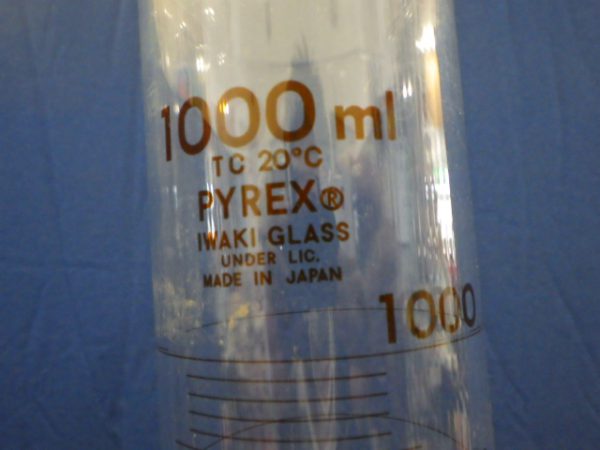 1000 ml
TC 20°C
PYREX®
IWAKI GLASS
UNDER LIC.
MADE IN JAPAN
1000